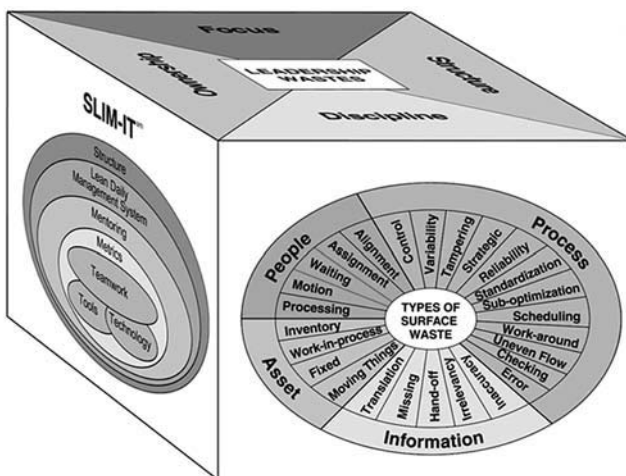 Focus
Ownership
LEADERSHIP
WASTES
Structure
Discipline
SLIM-IT℠
Structure
Lean Daily
Management System
Mentoring
Metrics
Teamwork
Tools
Technology
People
Process
Asset
Information
TYPES OF
SURFACE
WASTE
Alignment
Assignment
Waiting
Motion
Processing
Control
Variability
Tampering
Strategic
Reliability
Standardization
Sub-optimization
Scheduling
Work-around
Uneven Flow
Checking
Error
Inventory
Work-in-process
Fixed
Moving Things
Translation
Missing
Hand-off
Irrelevancy
Inaccuracy